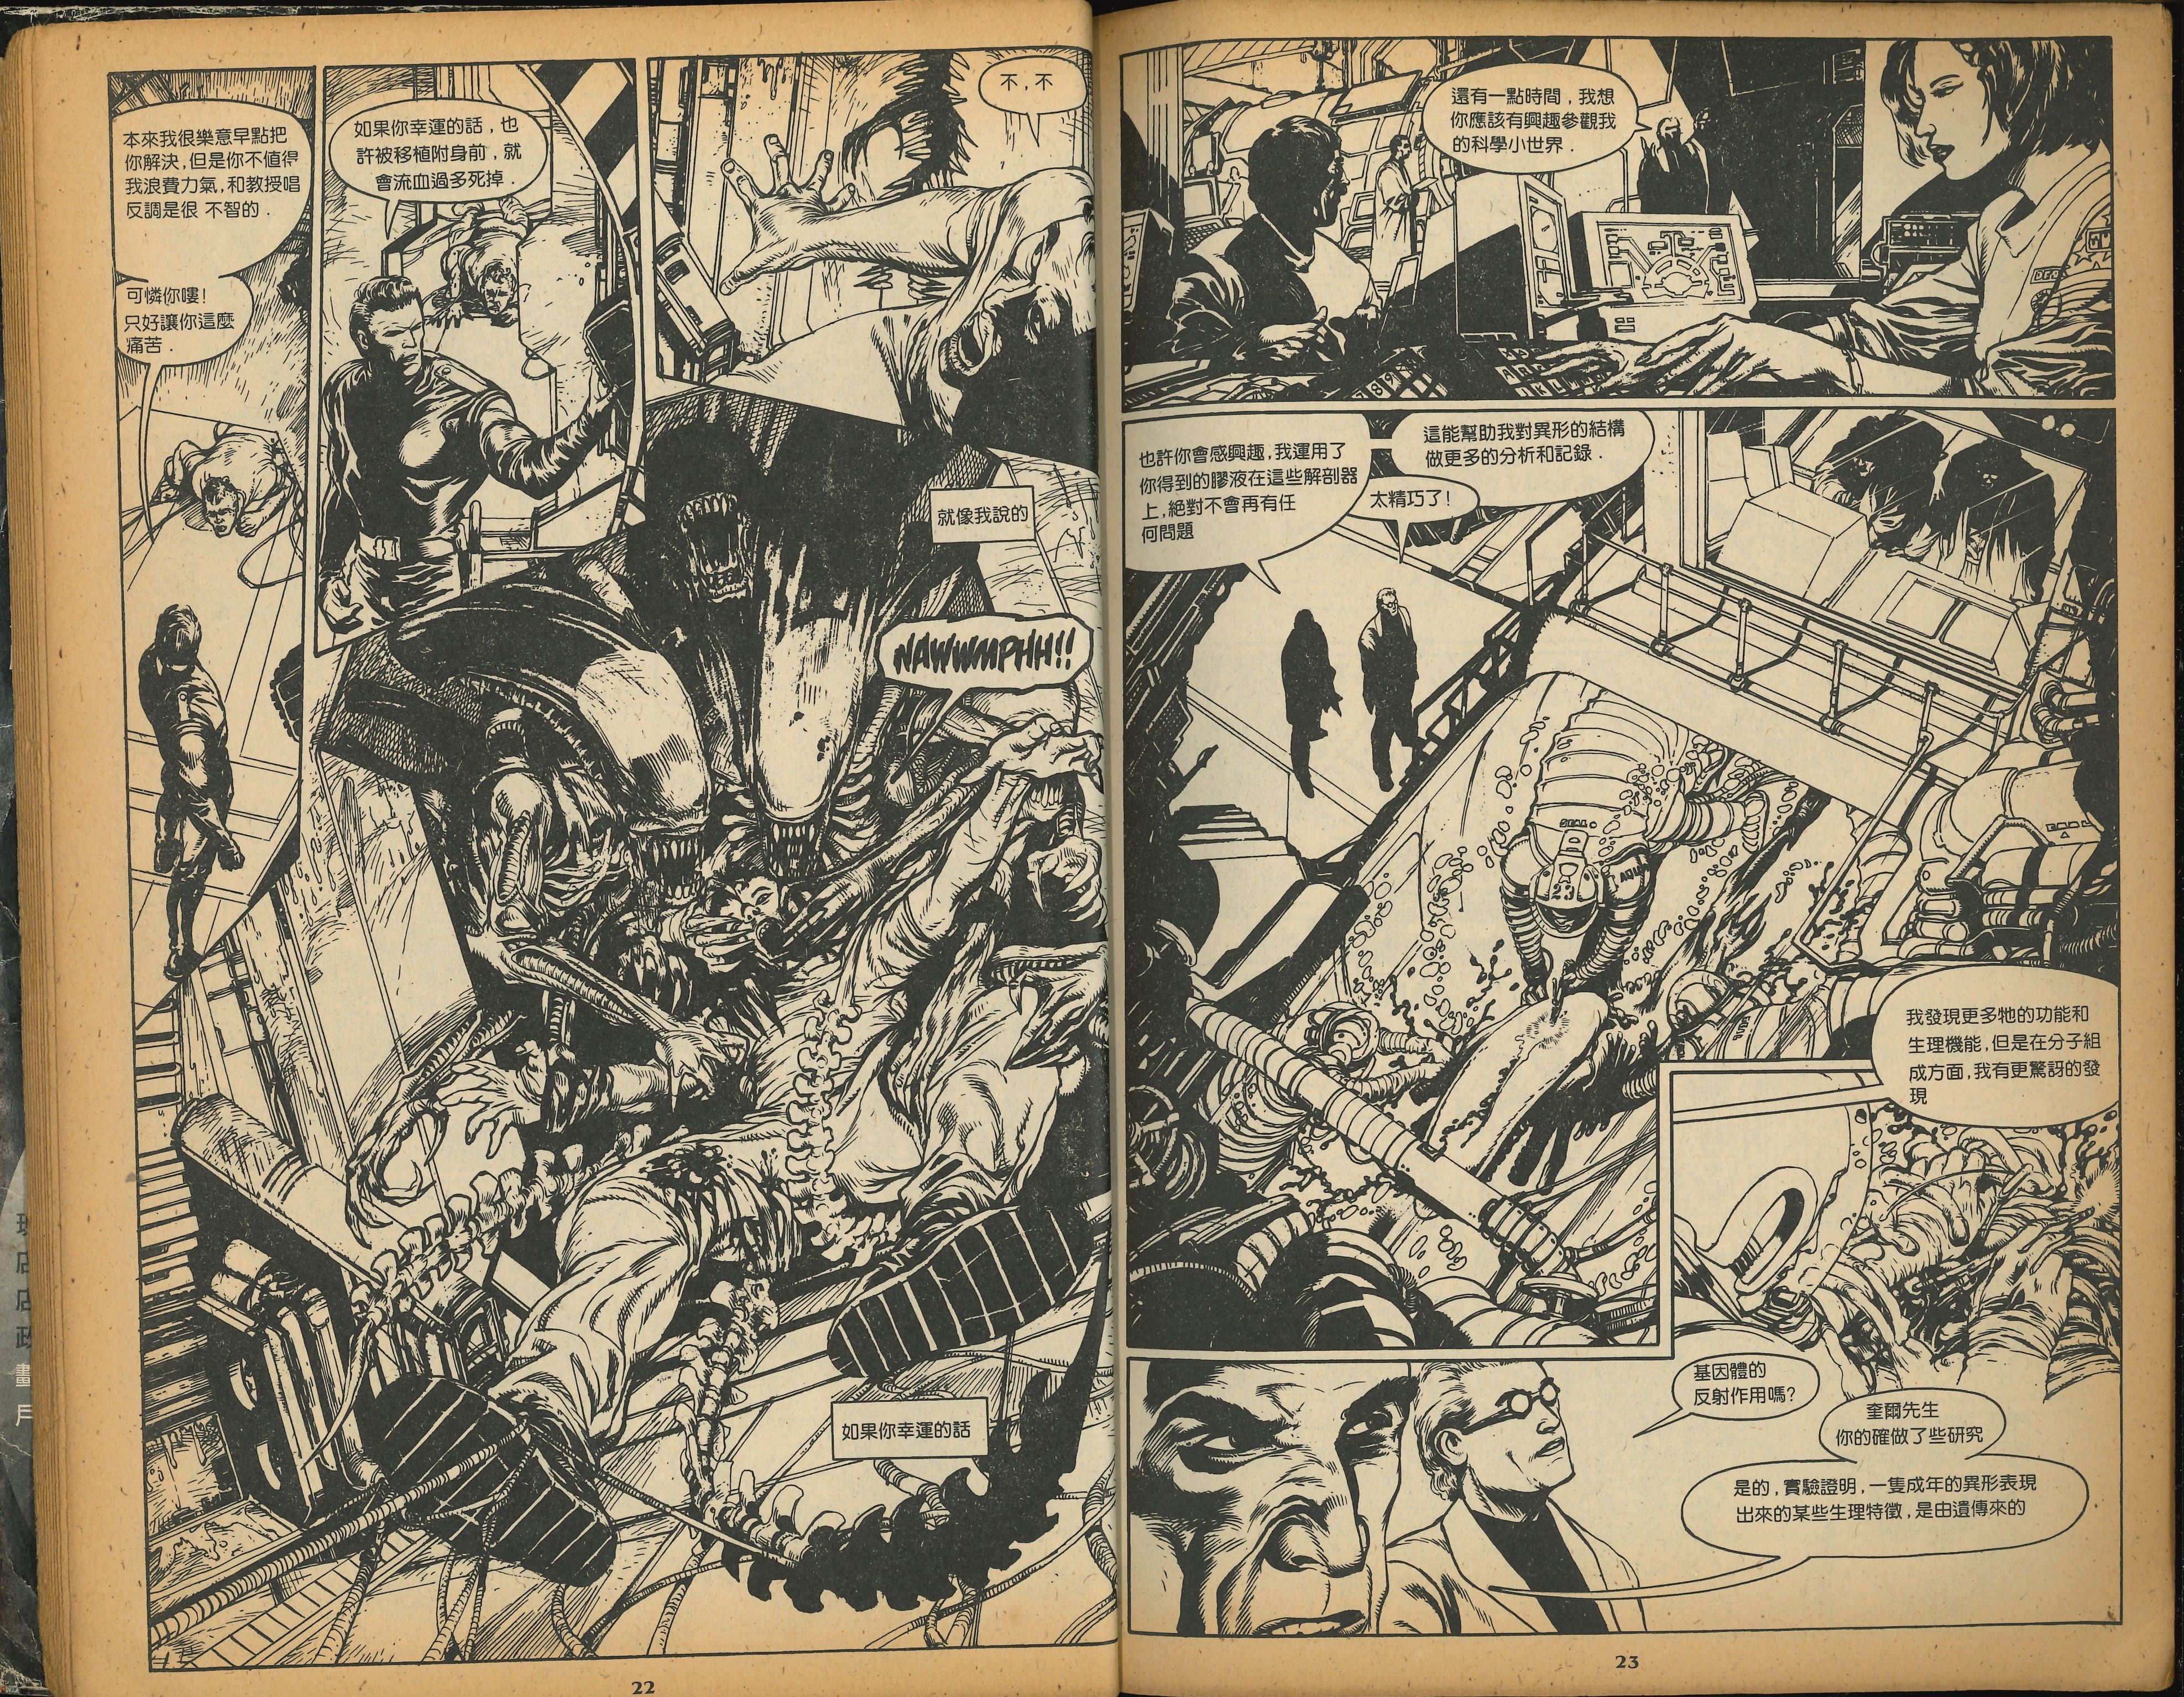 本來我很樂意早點把
你解決,但是你不值得
我浪費力氣,和教授唱
反調是很 不智的.
可憐你嘍!
只好讓你這麼
痛苦.
如果你幸運的話,也
許被移植附身前,就
會流血過多死掉.
不,不
就像我說的
NAWWMPHH!!
如果你幸運的話
22
還有一點時間,我想
你應該有興趣參觀我
的科學小世界.
也許你會感興趣,我運用了
你得到的膠液在這些解剖器
上,絕對不會再有任
何問題
這能幫助我對異形的結構
做更多的分析和記錄.
太精巧了!
SEAL
AQUA
23
我發現更多牠的功能和
生理機能,但是在分子組
成方面,我有更驚訝的發
現
基因體的
反射作用嗎?
奎爾先生
你的確做了些研究
是的,實驗證明,一隻成年的異形表現
出來的某些生理特徵,是由遺傳來的
23